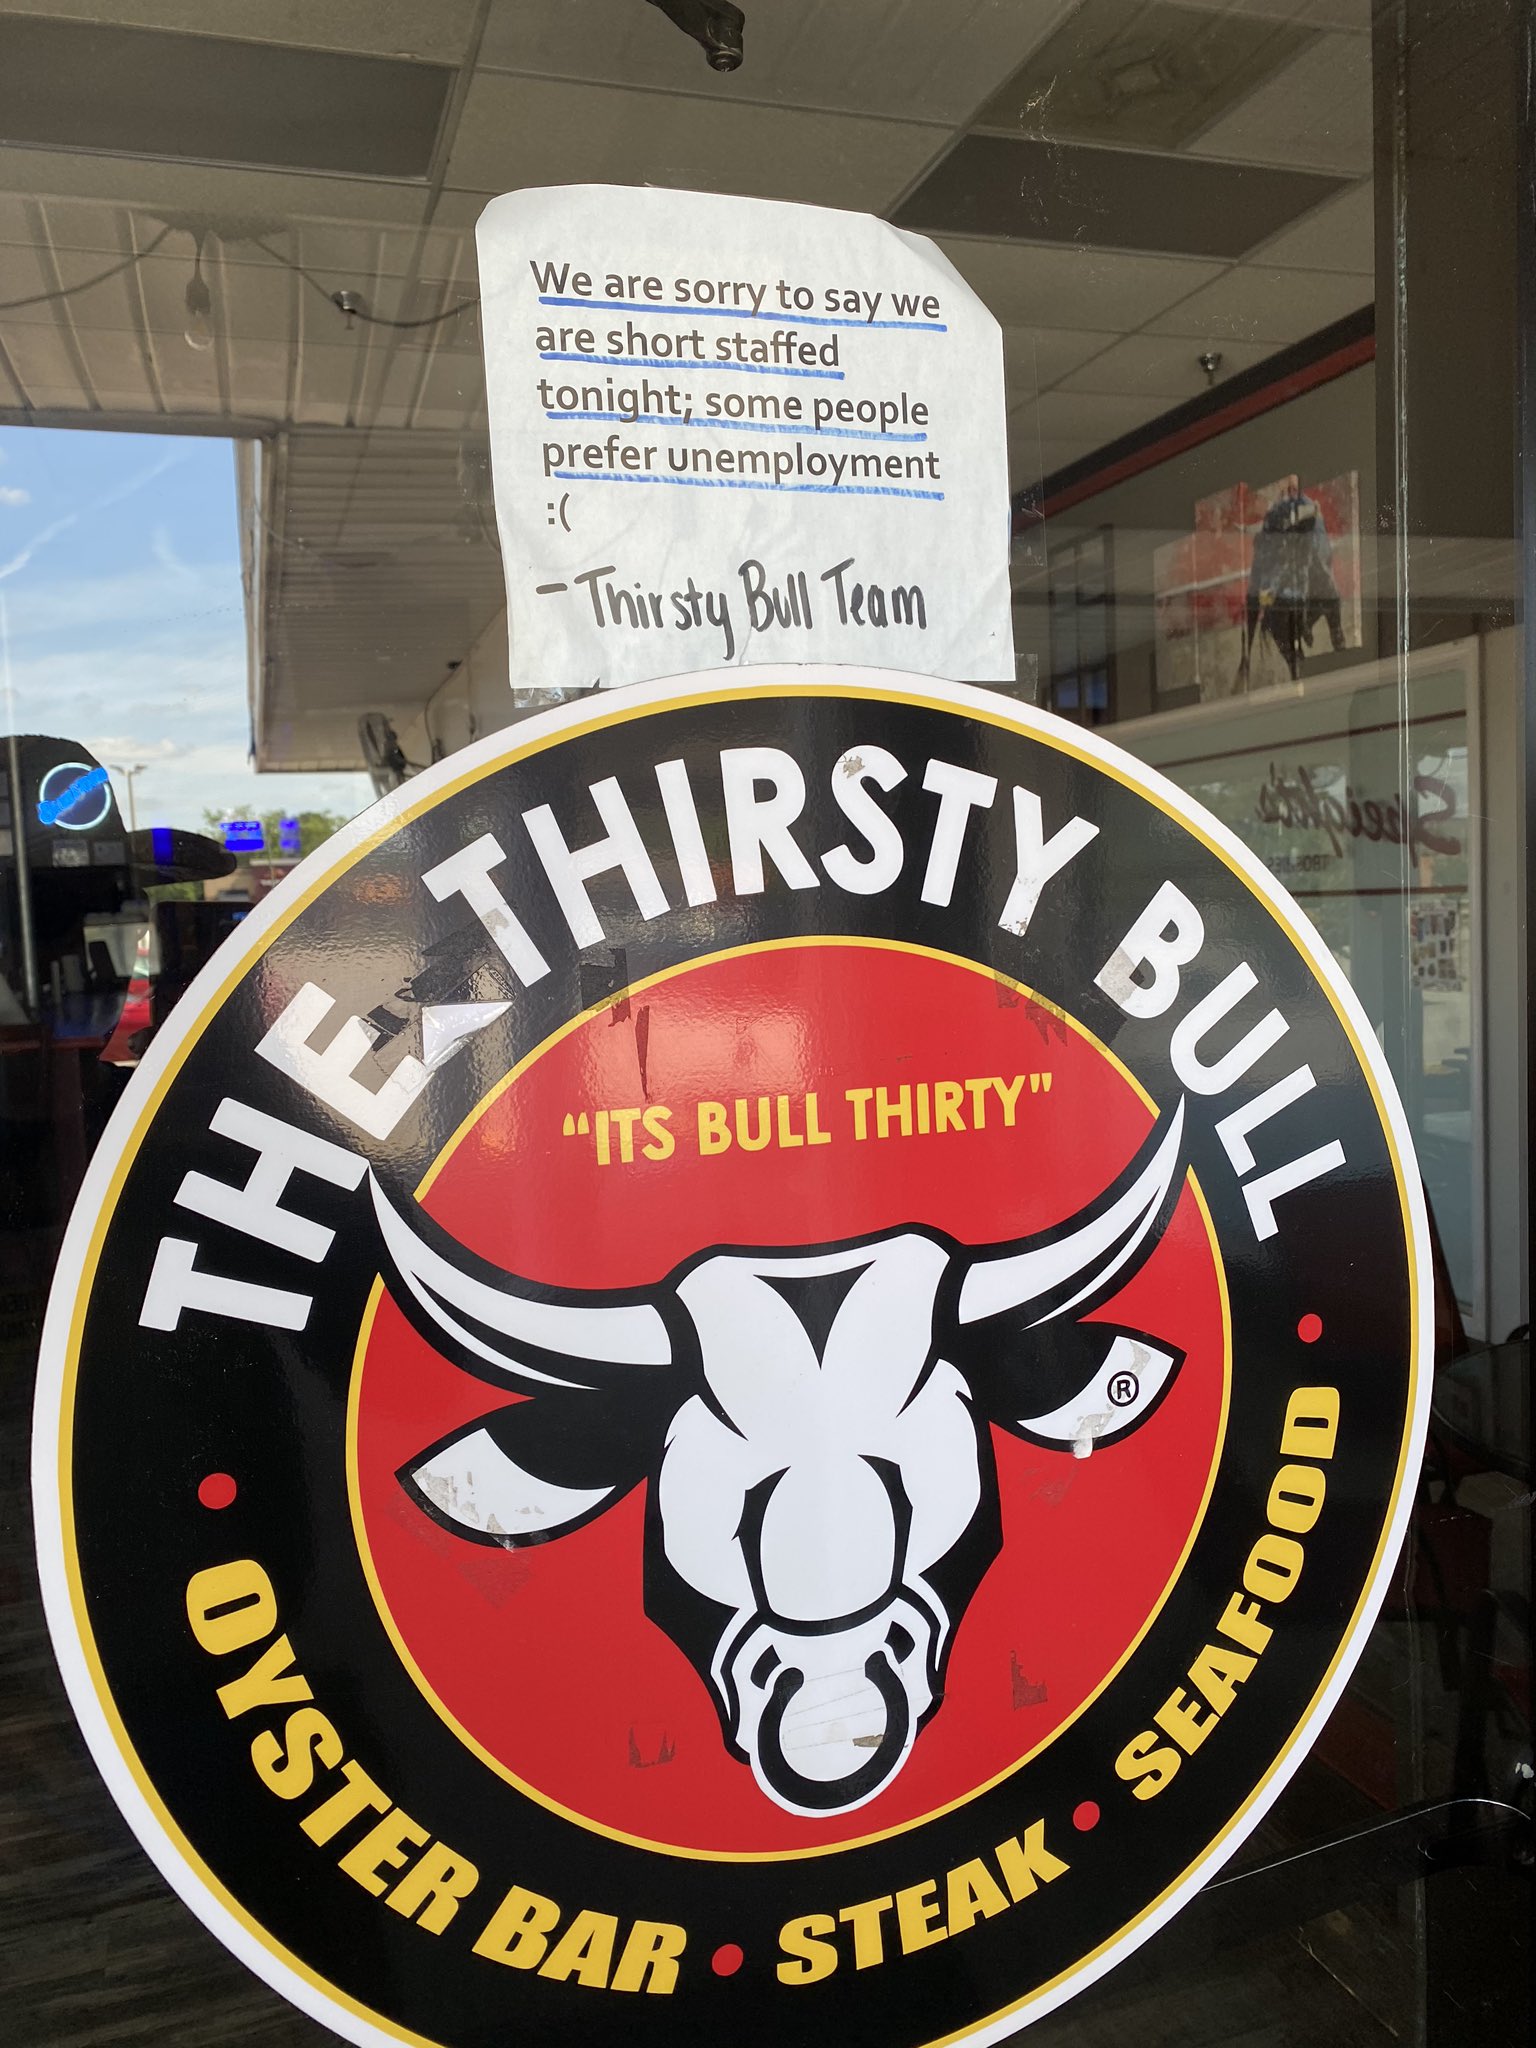 We are sorry to say we
are short staffed
tonight; some people
prefer unemployment
:(
- Thirsty Bull Team
THE THIRSTY BULL
"ITS BULL THIRTY"
®
• OYSTER BAR • STEAK • SEAFOOD •
Speight's